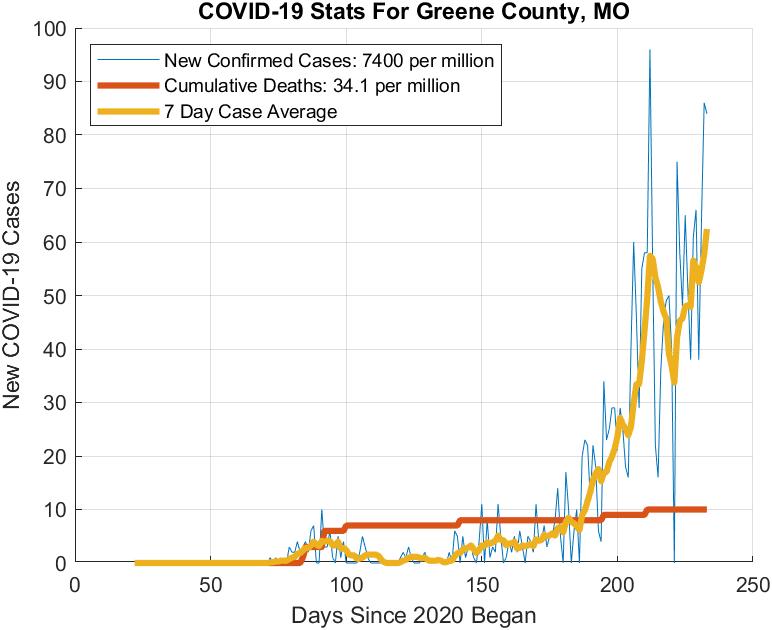 COVID-19 Stats For Greene County, MO
New Confirmed Cases: 7400 per million
Cumulative Deaths: 34.1 per million
7 Day Case Average
New COVID-19 Cases
100
90
80
70
60
50
40
30
20
10
0
0 50 100 150 200 250
Days Since 2020 Began